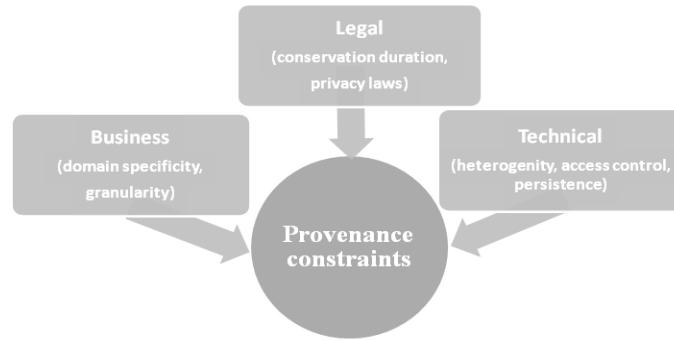 Legal
(conservation duration,
privacy laws)
Business
(domain specificity,
granularity)
Technical
(heterogenity, access control,
persistence)
Provenance
constraints